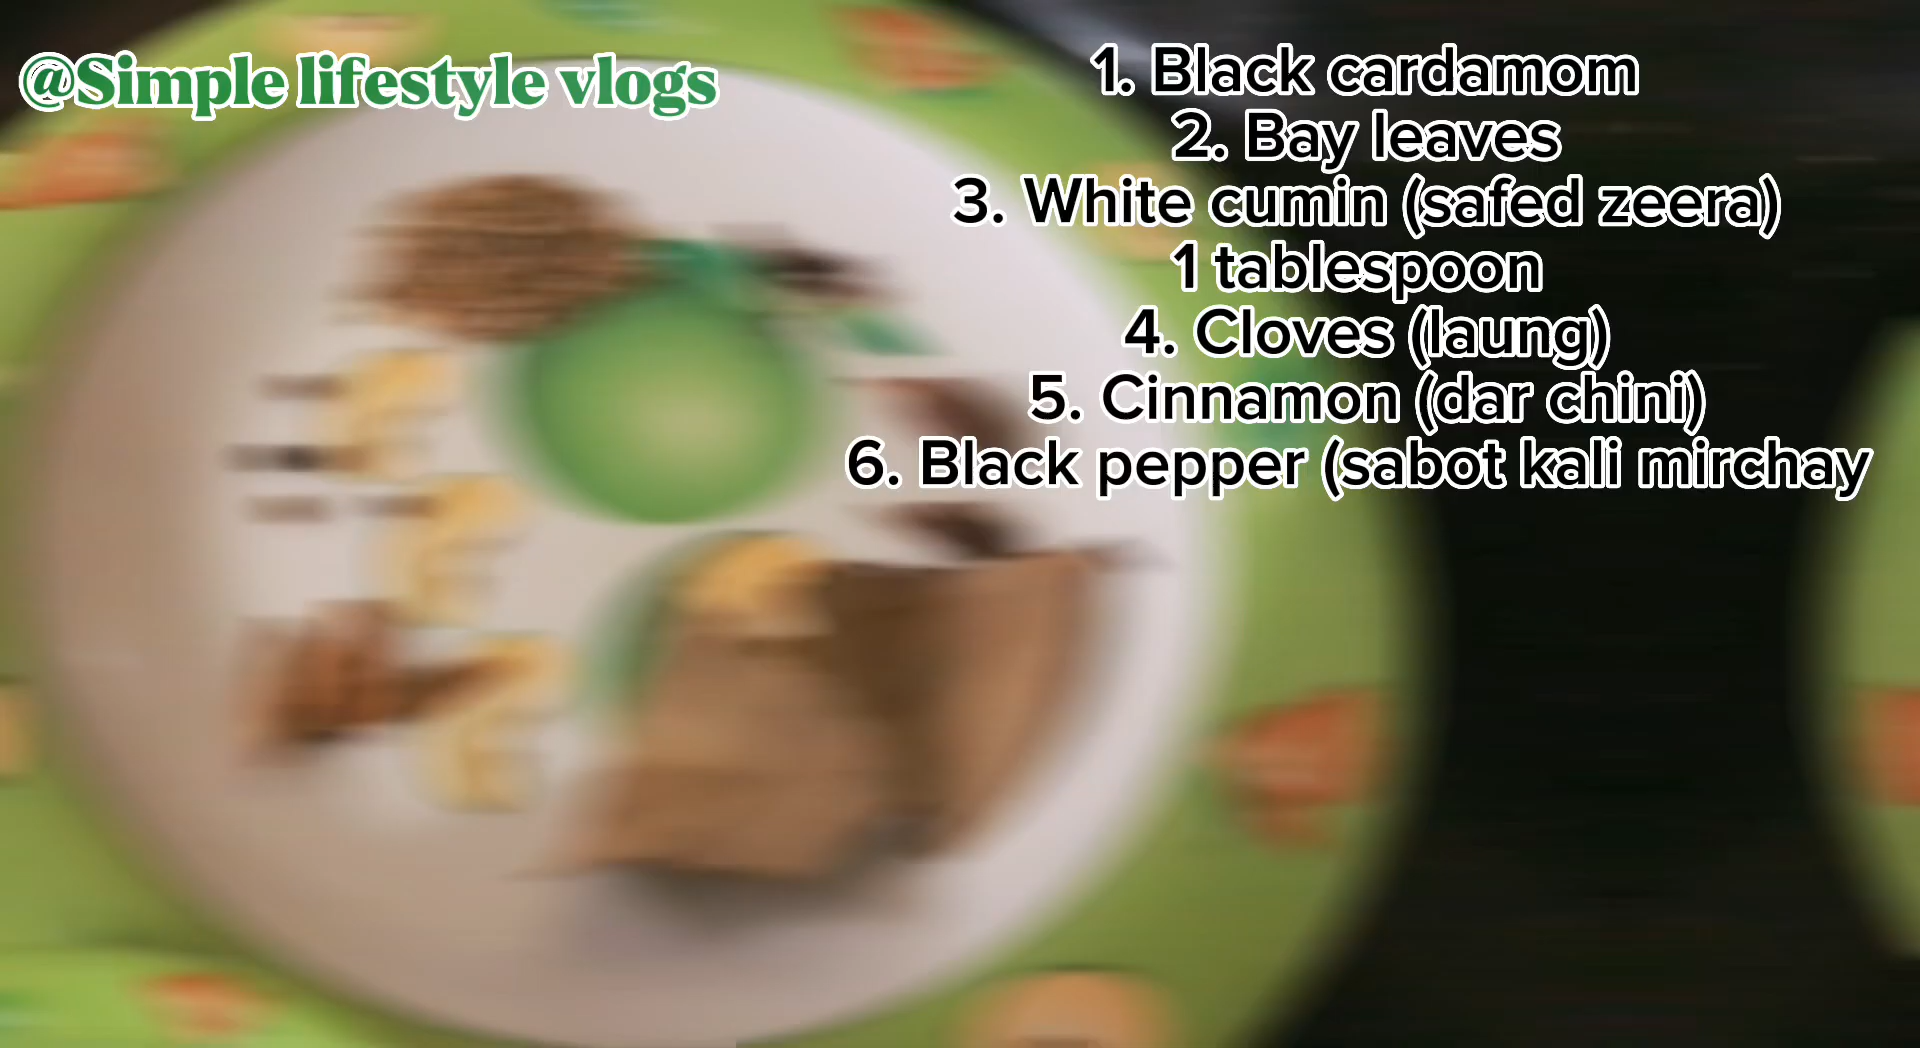 @Simple lifestyle vlogs
1. Black cardamom
2. Bay leaves
3. White cumin (safed zeera)
1 tablespoon
4. Cloves (laung)
5. Cinnamon (dar chini)
6. Black pepper (sabot kali mirchay